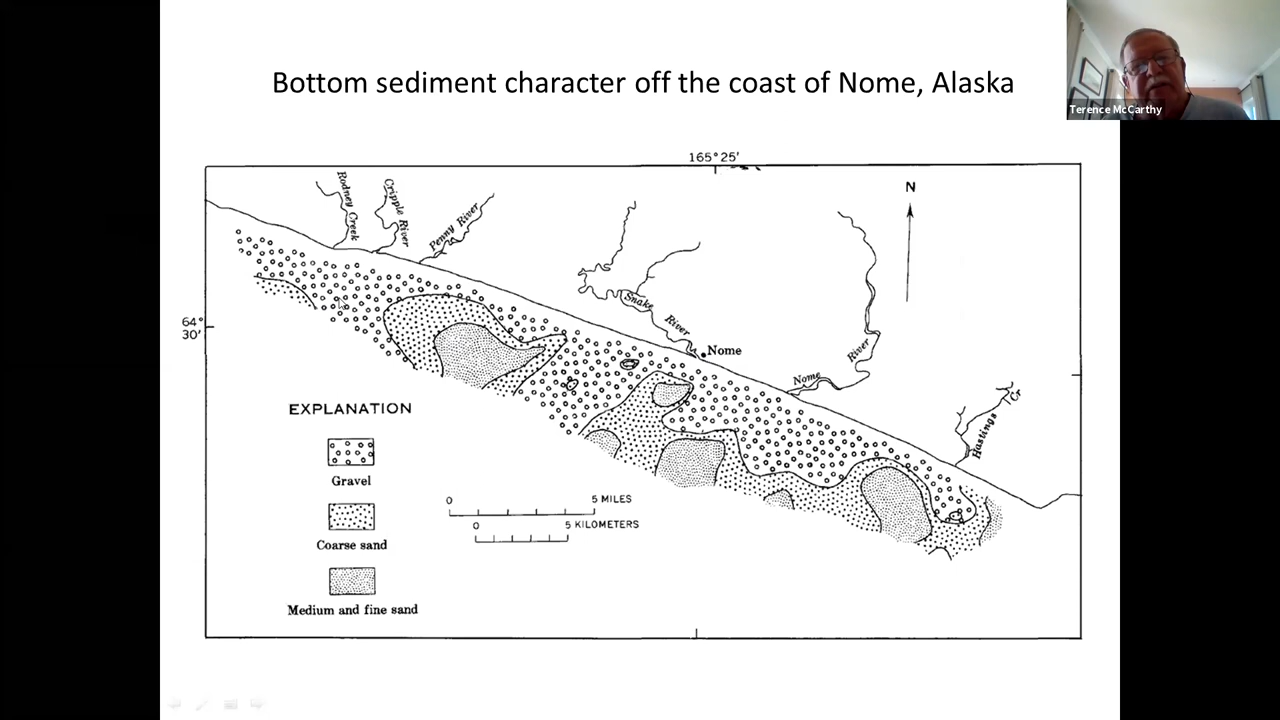 Bottom sediment character off the coast of Nome, Alaska
Terence McCarthy
165° 25'
N
Rodney Creek
Cripple River
Penny River
Snake River
64°
30'
Nome
Nome River
Hastings Cr
EXPLANATION
Gravel
Coarse sand
Medium and fine sand
0 5 MILES
0 5 KILOMETERS